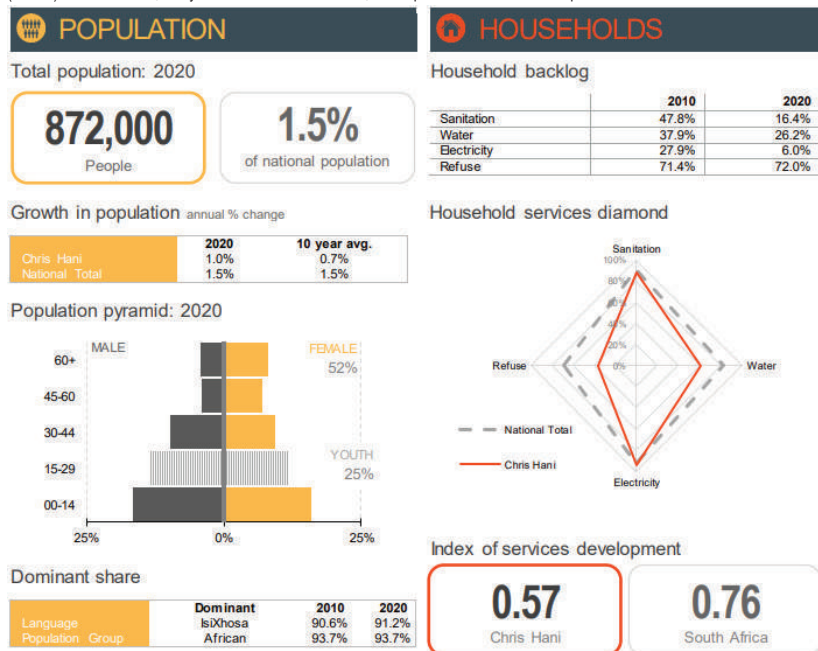 POPULATION
Total population: 2020
872,000
People
1.5%
of national population
Growth in population annual % change
2020 10 year avg.
Chris Hani 1.0% 0.7%
National Total 1.5% 1.5%
Population pyramid: 2020
MALE FEMALE
52%
60+
45-60
30-44
YOUTH
25%
15-29
00-14
25% 0% 25%
Dominant share
Dominant 2010 2020
Language IsiXhosa 90.6% 91.2%
Population Group African 93.7% 93.7%
HOUSEHOLDS
Household backlog
2010 2020
Sanitation 47.8% 16.4%
Water 37.9% 26.2%
Electricity 27.9% 6.0%
Refuse 71.4% 72.0%
Household services diamond
Sanitation
100%
80%
60%
40%
20%
Refuse 0% Water
National Total
Chris Hani
Electricity
Index of services development
0.57
Chris Hani
0.76
South Africa